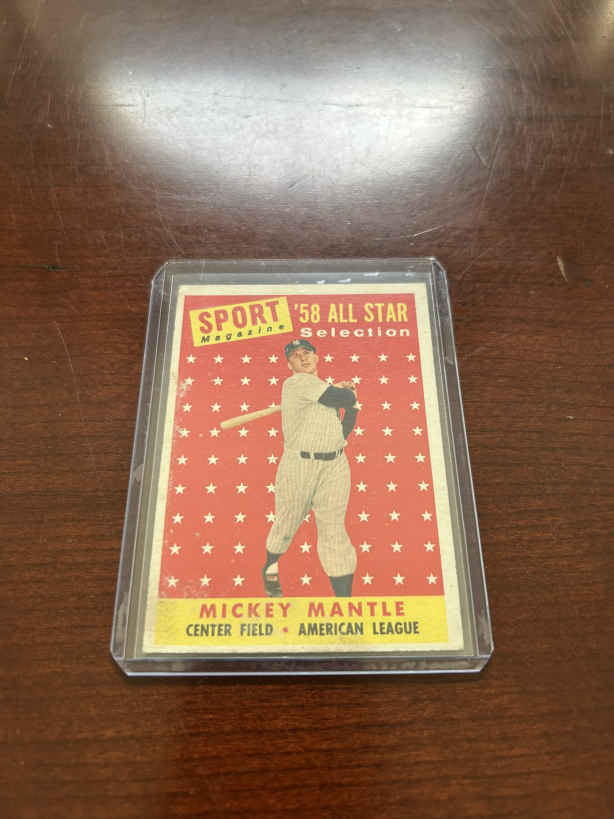 SPORT
Magazine
'58 ALL STAR
Selection
MICKEY MANTLE
CENTER FIELD • AMERICAN LEAGUE